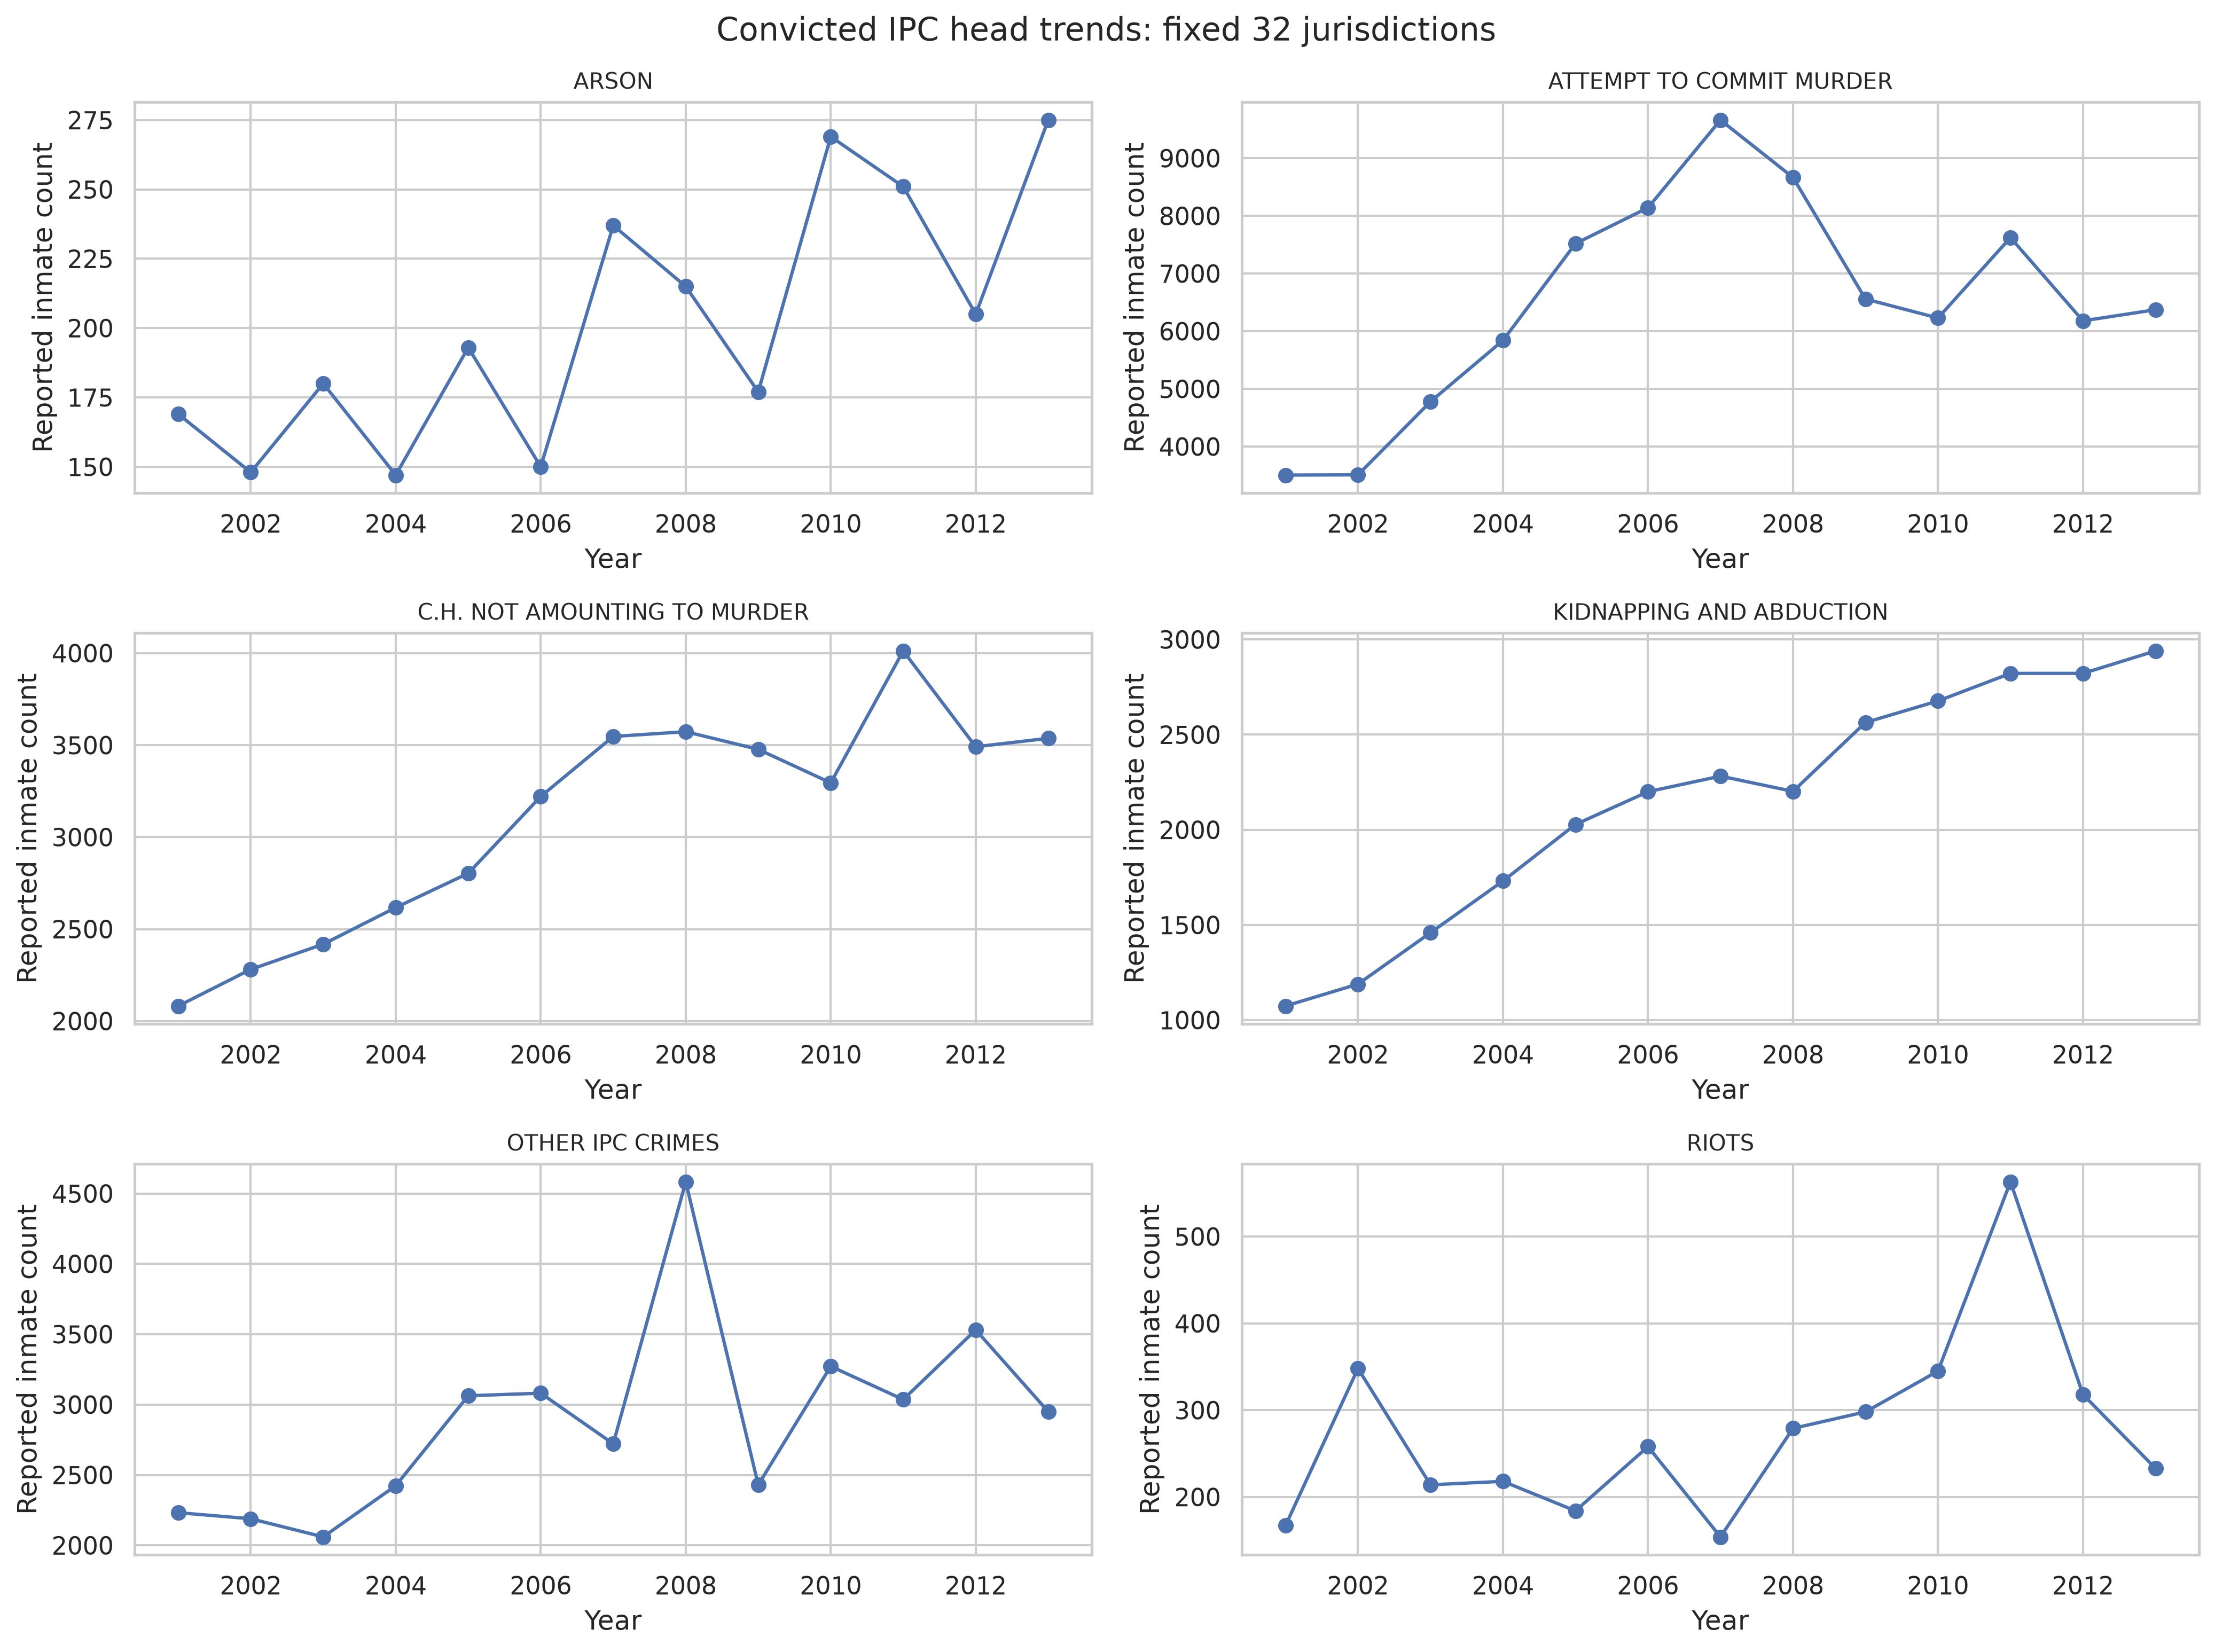 Convicted IPC head trends: fixed 32 jurisdictions
ARSON
Reported inmate count
275
250
225
200
175
150
2002 2004 2006 2008 2010 2012
Year
ATTEMPT TO COMMIT MURDER
Reported inmate count
9000
8000
7000
6000
5000
4000
2002 2004 2006 2008 2010 2012
Year
C.H. NOT AMOUNTING TO MURDER
Reported inmate count
4000
3500
3000
2500
2000
2002 2004 2006 2008 2010 2012
Year
KIDNAPPING AND ABDUCTION
Reported inmate count
3000
2500
2000
1500
1000
2002 2004 2006 2008 2010 2012
Year
OTHER IPC CRIMES
Reported inmate count
4500
4000
3500
3000
2500
2000
2002 2004 2006 2008 2010 2012
Year
RIOTS
Reported inmate count
500
400
300
200
2002 2004 2006 2008 2010 2012
Year